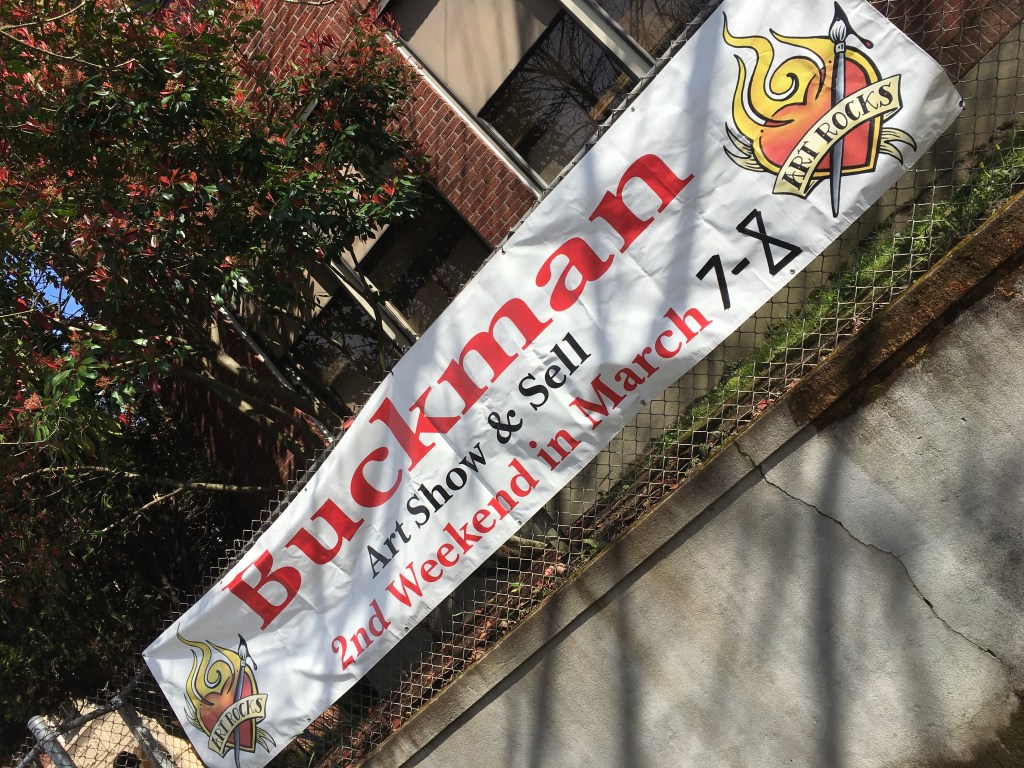 Buckman
Art Show & Sell
2nd Weekend in March 7-8
ART ROCKS
ART ROCKS